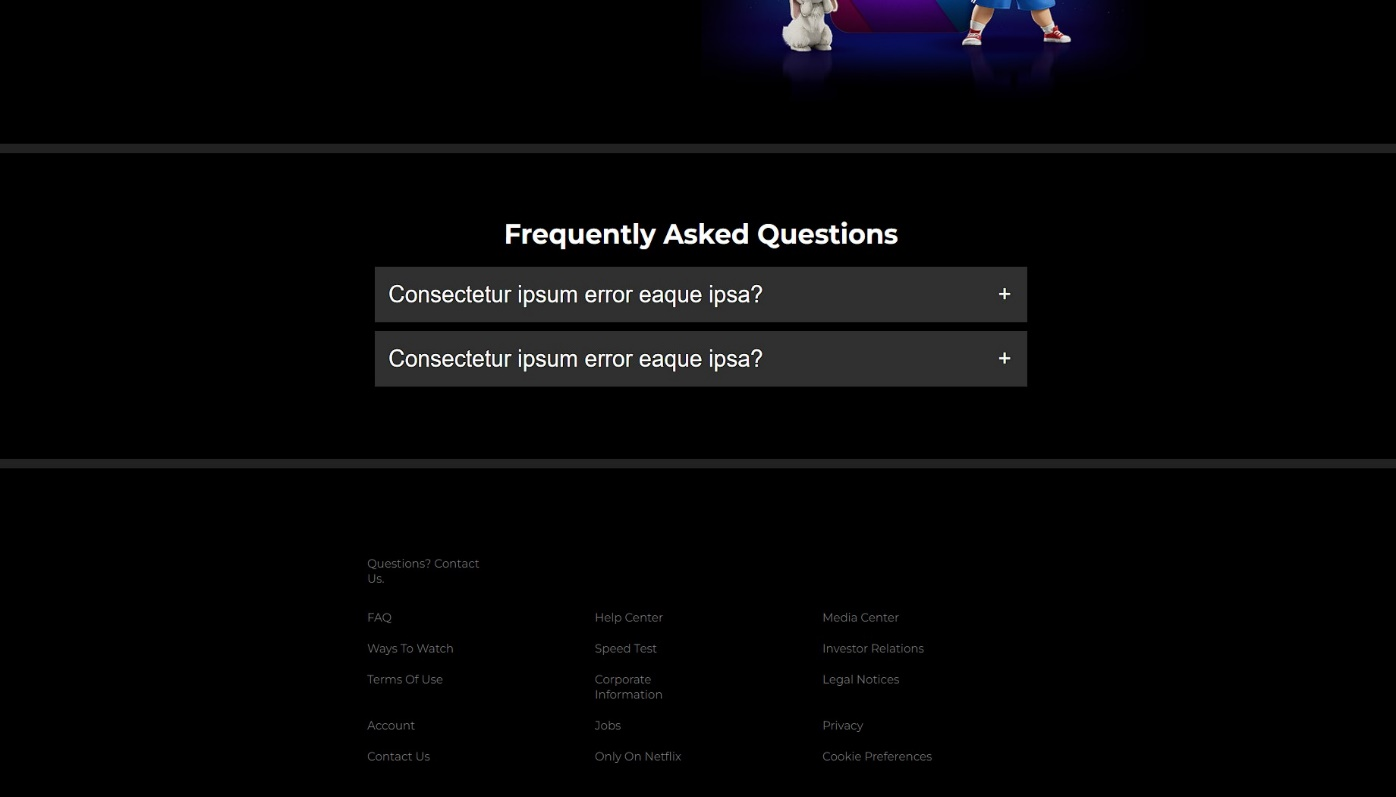 Frequently Asked Questions
Consectetur ipsum error eaque ipsa? +
Consectetur ipsum error eaque ipsa? +
Questions? Contact
Us.
FAQ Help Center Media Center
Ways To Watch Speed Test Investor Relations
Terms Of Use Corporate Information Legal Notices
Account Jobs Privacy
Contact Us Only On Netflix Cookie Preferences